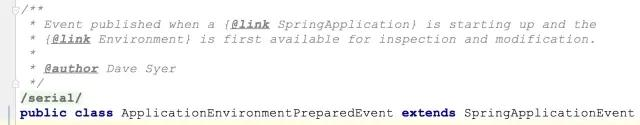 /**
 * Event published when a {@link SpringApplication} is starting up and the
 * {@link Environment} is first available for inspection and modification.
 *
 * @author Dave Syer
 */
/serial/
public class ApplicationEnvironmentPreparedEvent extends SpringApplicationEvent